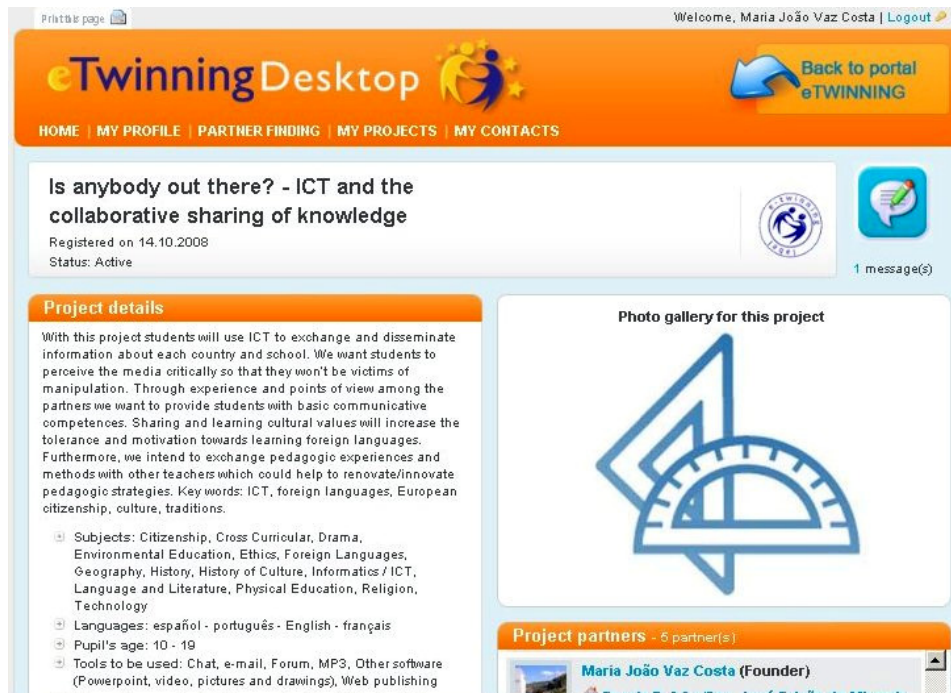 Print this page
Welcome, Maria João Vaz Costa | Logout
eTwinning Desktop
Back to portal
eTWINNING
HOME | MY PROFILE | PARTNER FINDING | MY PROJECTS | MY CONTACTS
Is anybody out there? - ICT and the
collaborative sharing of knowledge
Registered on 14.10.2008
Status: Active
1 message(s)
Project details
With this project students will use ICT to exchange and disseminate
information about each country and school. We want students to
perceive the media critically so that they won't be victims of
manipulation. Through experience and points of view among the
partners we want to provide students with basic communicative
competences. Sharing and learning cultural values will increase the
tolerance and motivation towards learning foreign languages.
Furthermore, we intend to exchange pedagogic experiences and
methods with other teachers which could help to renovate/innovate
pedagogic strategies. Key words: ICT, foreign languages, European
citizenship, culture, traditions.
Subjects: Citizenship, Cross Curricular, Drama,
Environmental Education, Ethics, Foreign Languages,
Geography, History, History of Culture, Informatics / ICT,
Language and Literature, Physical Education, Religion,
Technology
Languages: español - português - English - français
Pupil's age: 10 - 19
Tools to be used: Chat, e-mail, Forum, MP3, Other software
(Powerpoint, video, pictures and drawings), Web publishing
Photo gallery for this project
Project partners - 5 partner(s)
Maria João Vaz Costa (Founder)